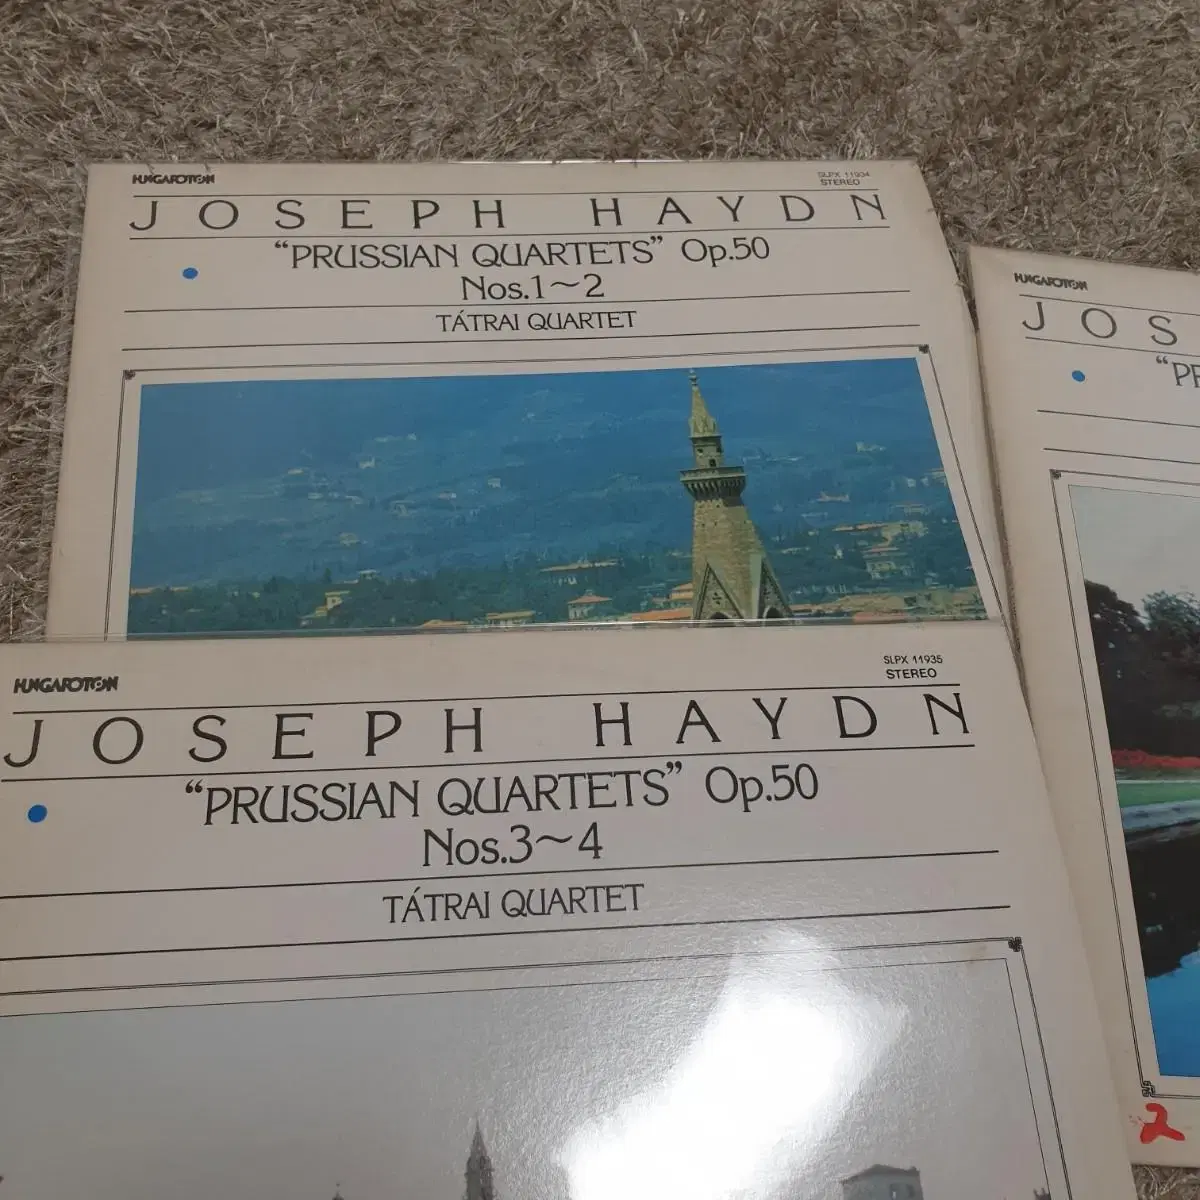 HUNGAROTON
SLPX 11934
STEREO
JOSEPH HAYDN
“PRUSSIAN QUARTETS” Op.50
Nos.1~2
TÁTRAI QUARTET
HUNGAROTON
JOS
“PR
2
HUNGAROTON
SLPX 11935
STEREO
JOSEPH HAYDN
“PRUSSIAN QUARTETS” Op.50
Nos.3~4
TÁTRAI QUARTET